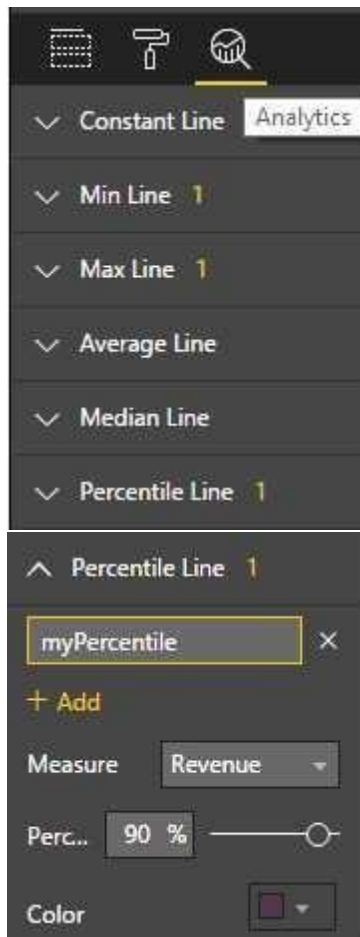 Constant Line
Analytics
Min Line 1
Max Line 1
Average Line
Median Line
Percentile Line 1
Percentile Line 1
myPercentile
+ Add
Measure Revenue
Perc... 90 %
Color